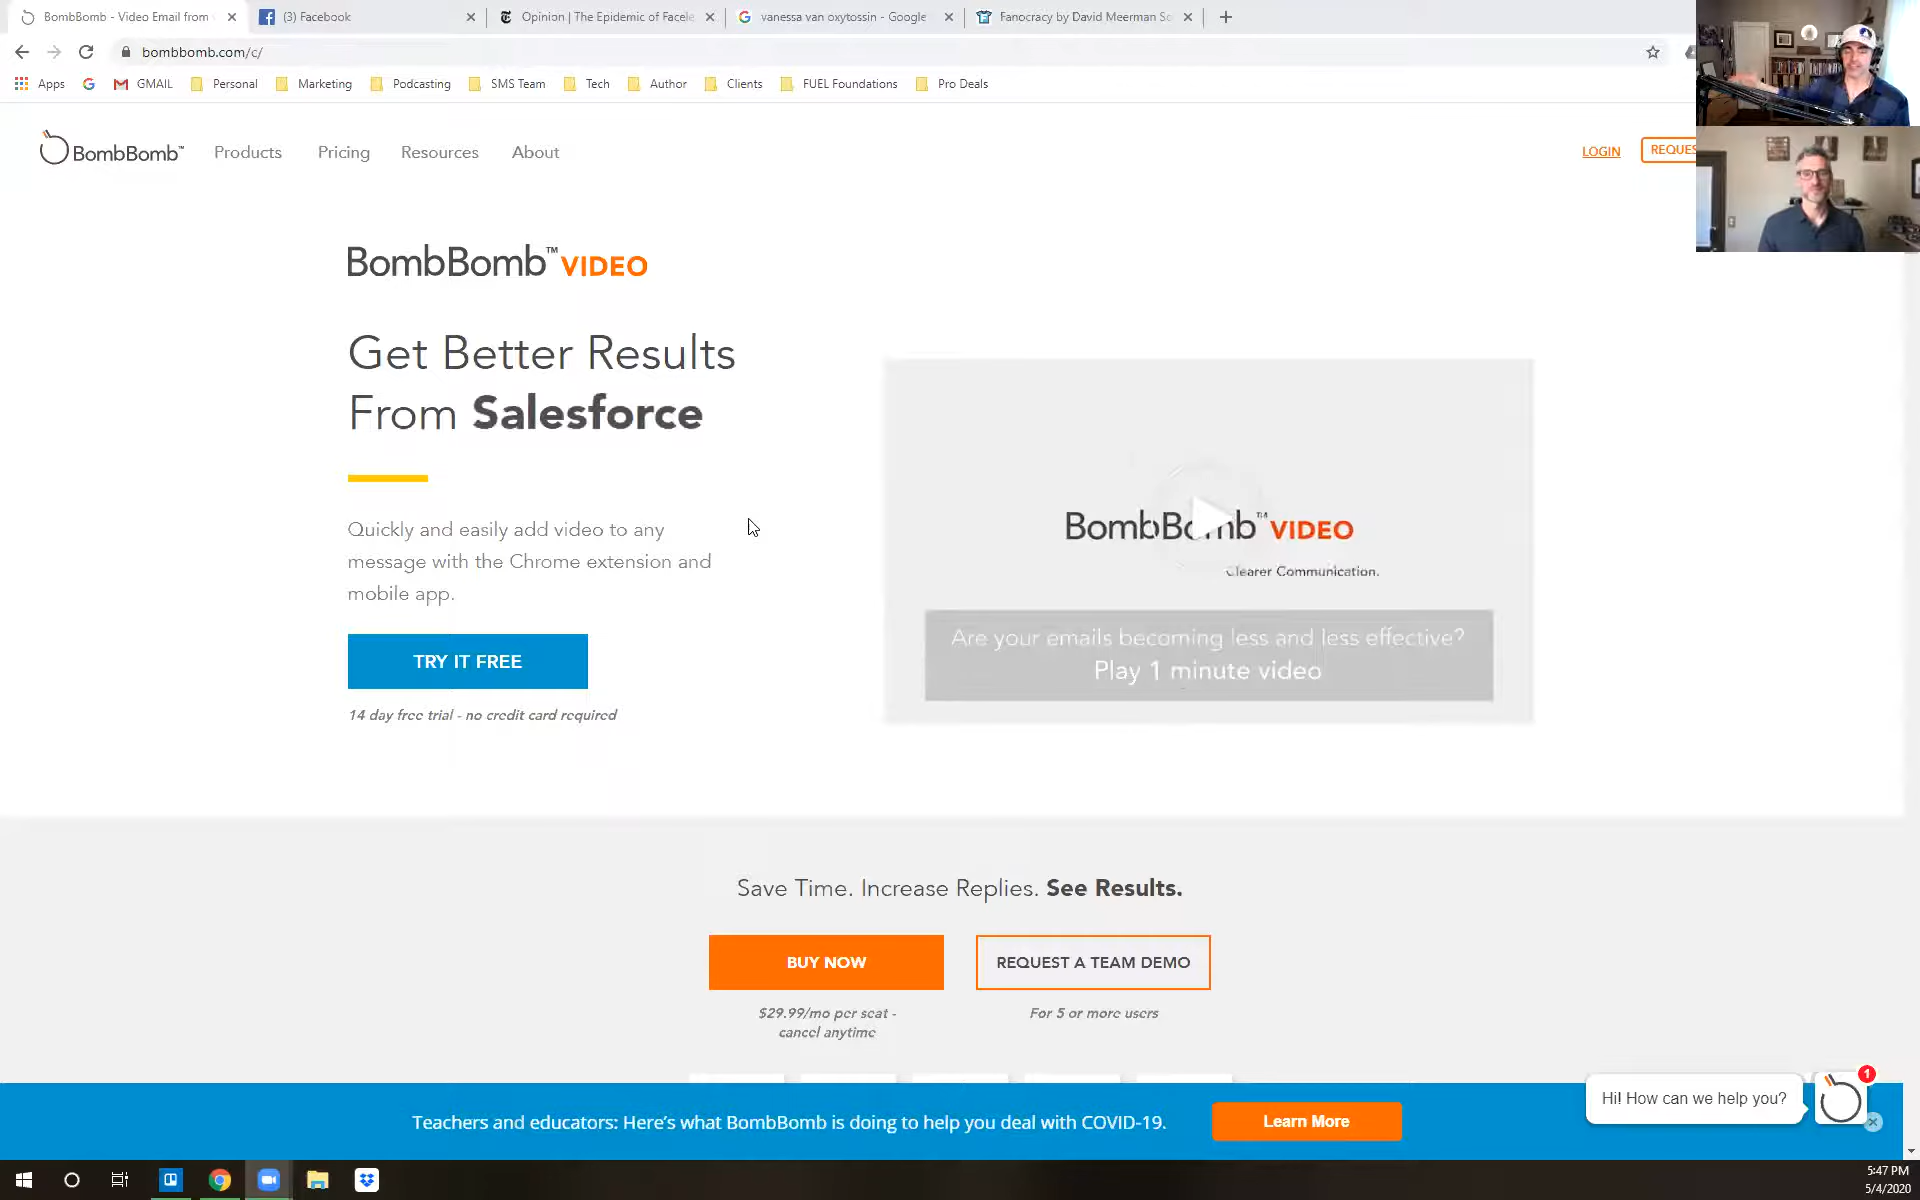 BombBomb - Video Email from
(3) Facebook
Opinion | The Epidemic of Facele
vanessa van oxytossin - Google
Fanocracy by David Meerman Sc
bombbomb.com/c/
Apps
GMAIL
Personal
Marketing
Podcasting
SMS Team
Tech
Author
Clients
FUEL Foundations
Pro Deals
BombBomb™
Products
Pricing
Resources
About
LOGIN
REQUES
BombBomb™ VIDEO
Get Better Results
From Salesforce
Quickly and easily add video to any
message with the Chrome extension and
mobile app.
TRY IT FREE
14 day free trial - no credit card required
BombBomb™ VIDEO
Clearer Communication.
Are your emails becoming less and less effective?
Play 1 minute video
Save Time. Increase Replies. See Results.
BUY NOW
REQUEST A TEAM DEMO
$29.99/mo per seat -
cancel anytime
For 5 or more users
Teachers and educators: Here's what BombBomb is doing to help you deal with COVID-19.
Learn More
Hi! How can we help you?
1
5:47 PM
5/4/2020